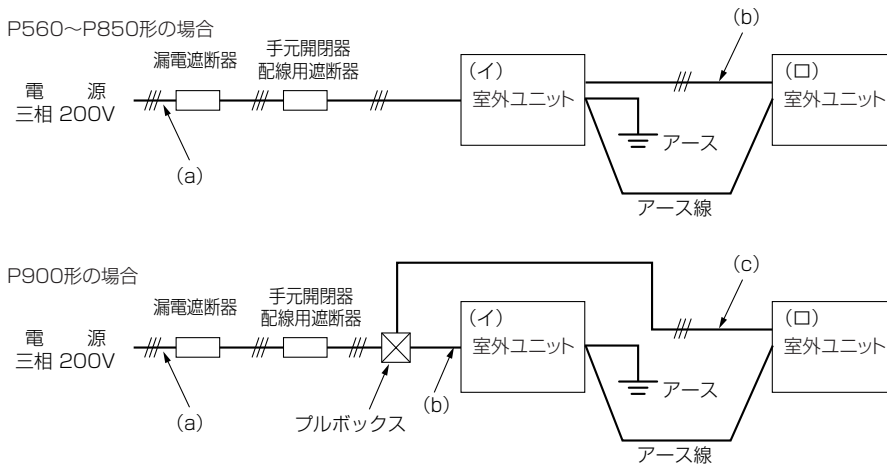 P560～P850形の場合
漏電遮断器
手元開閉器
配線用遮断器
電　源
三相 200V
(a)
(イ)
室外ユニット
(b)
(ロ)
室外ユニット
アース
アース線
P900形の場合
漏電遮断器
手元開閉器
配線用遮断器
電　源
三相 200V
(a)
プルボックス
(b)
(イ)
室外ユニット
(c)
(ロ)
室外ユニット
アース
アース線